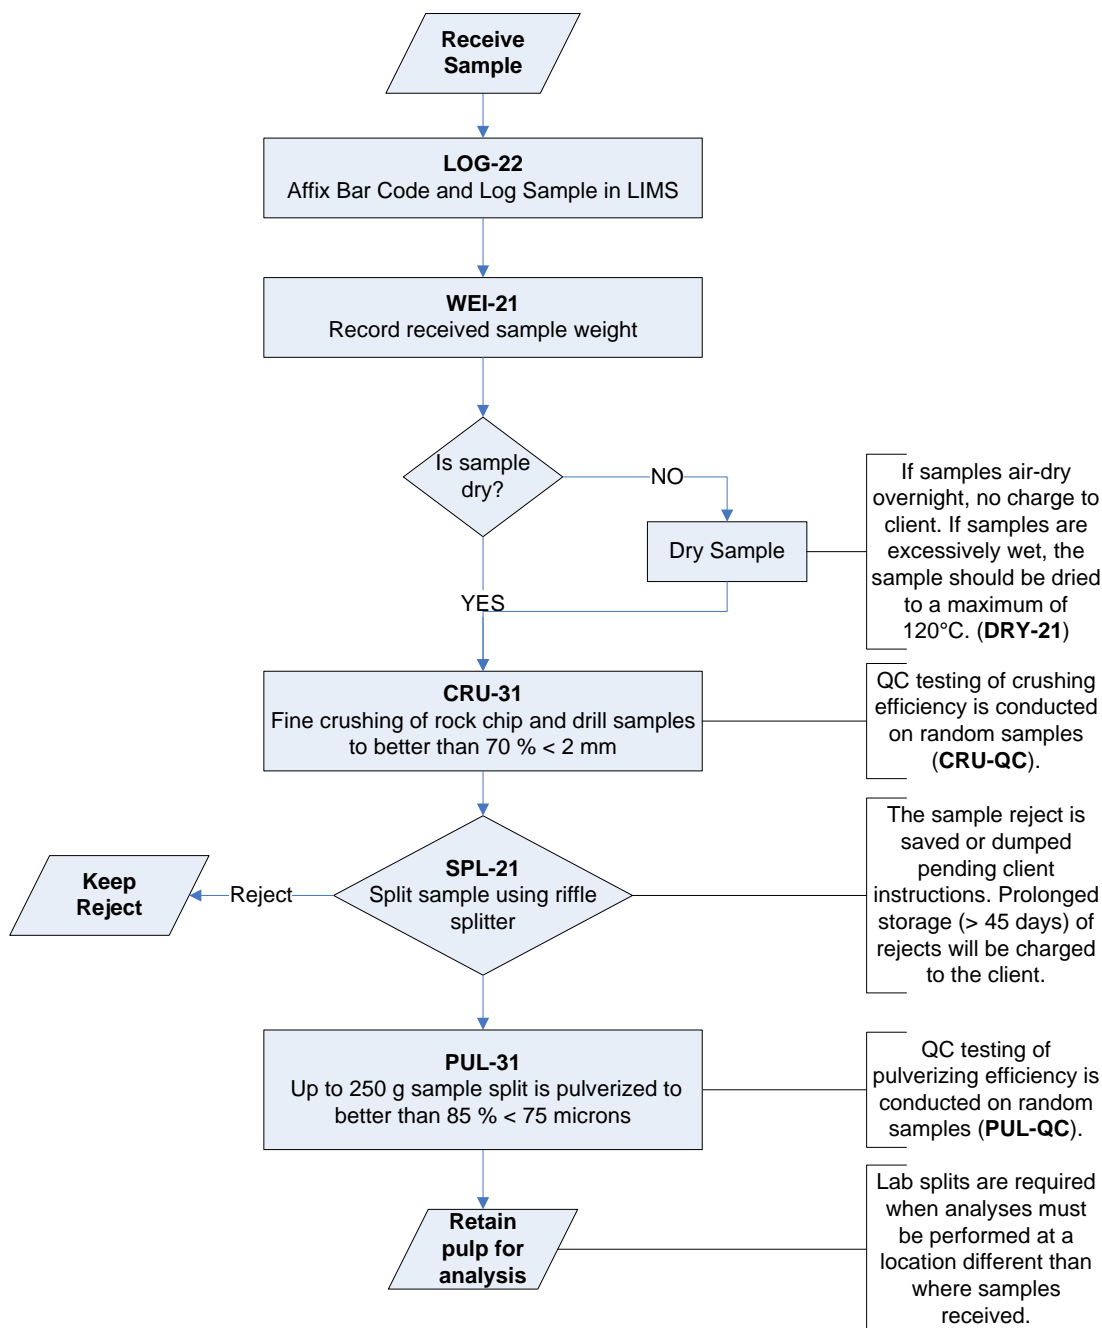 Receive
Sample
LOG-22
Affix Bar Code and Log Sample in LIMS
WEI-21
Record received sample weight
Is sample
dry?
NO
Dry Sample
If samples air-dry
overnight, no charge to
client. If samples are
excessively wet, the
sample should be dried
to a maximum of
120°C. (DRY-21)
YES
CRU-31
Fine crushing of rock chip and drill samples
to better than 70 % < 2 mm
QC testing of crushing
efficiency is conducted
on random samples
(CRU-QC).
SPL-21
Split sample using riffle
splitter
Reject
Keep
Reject
The sample reject is
saved or dumped
pending client
instructions. Prolonged
storage (> 45 days) of
rejects will be charged
to the client.
PUL-31
Up to 250 g sample split is pulverized to
better than 85 % < 75 microns
QC testing of
pulverizing efficiency is
conducted on random
samples (PUL-QC).
Retain
pulp for
analysis
Lab splits are required
when analyses must
be performed at a
location different than
where samples
received.